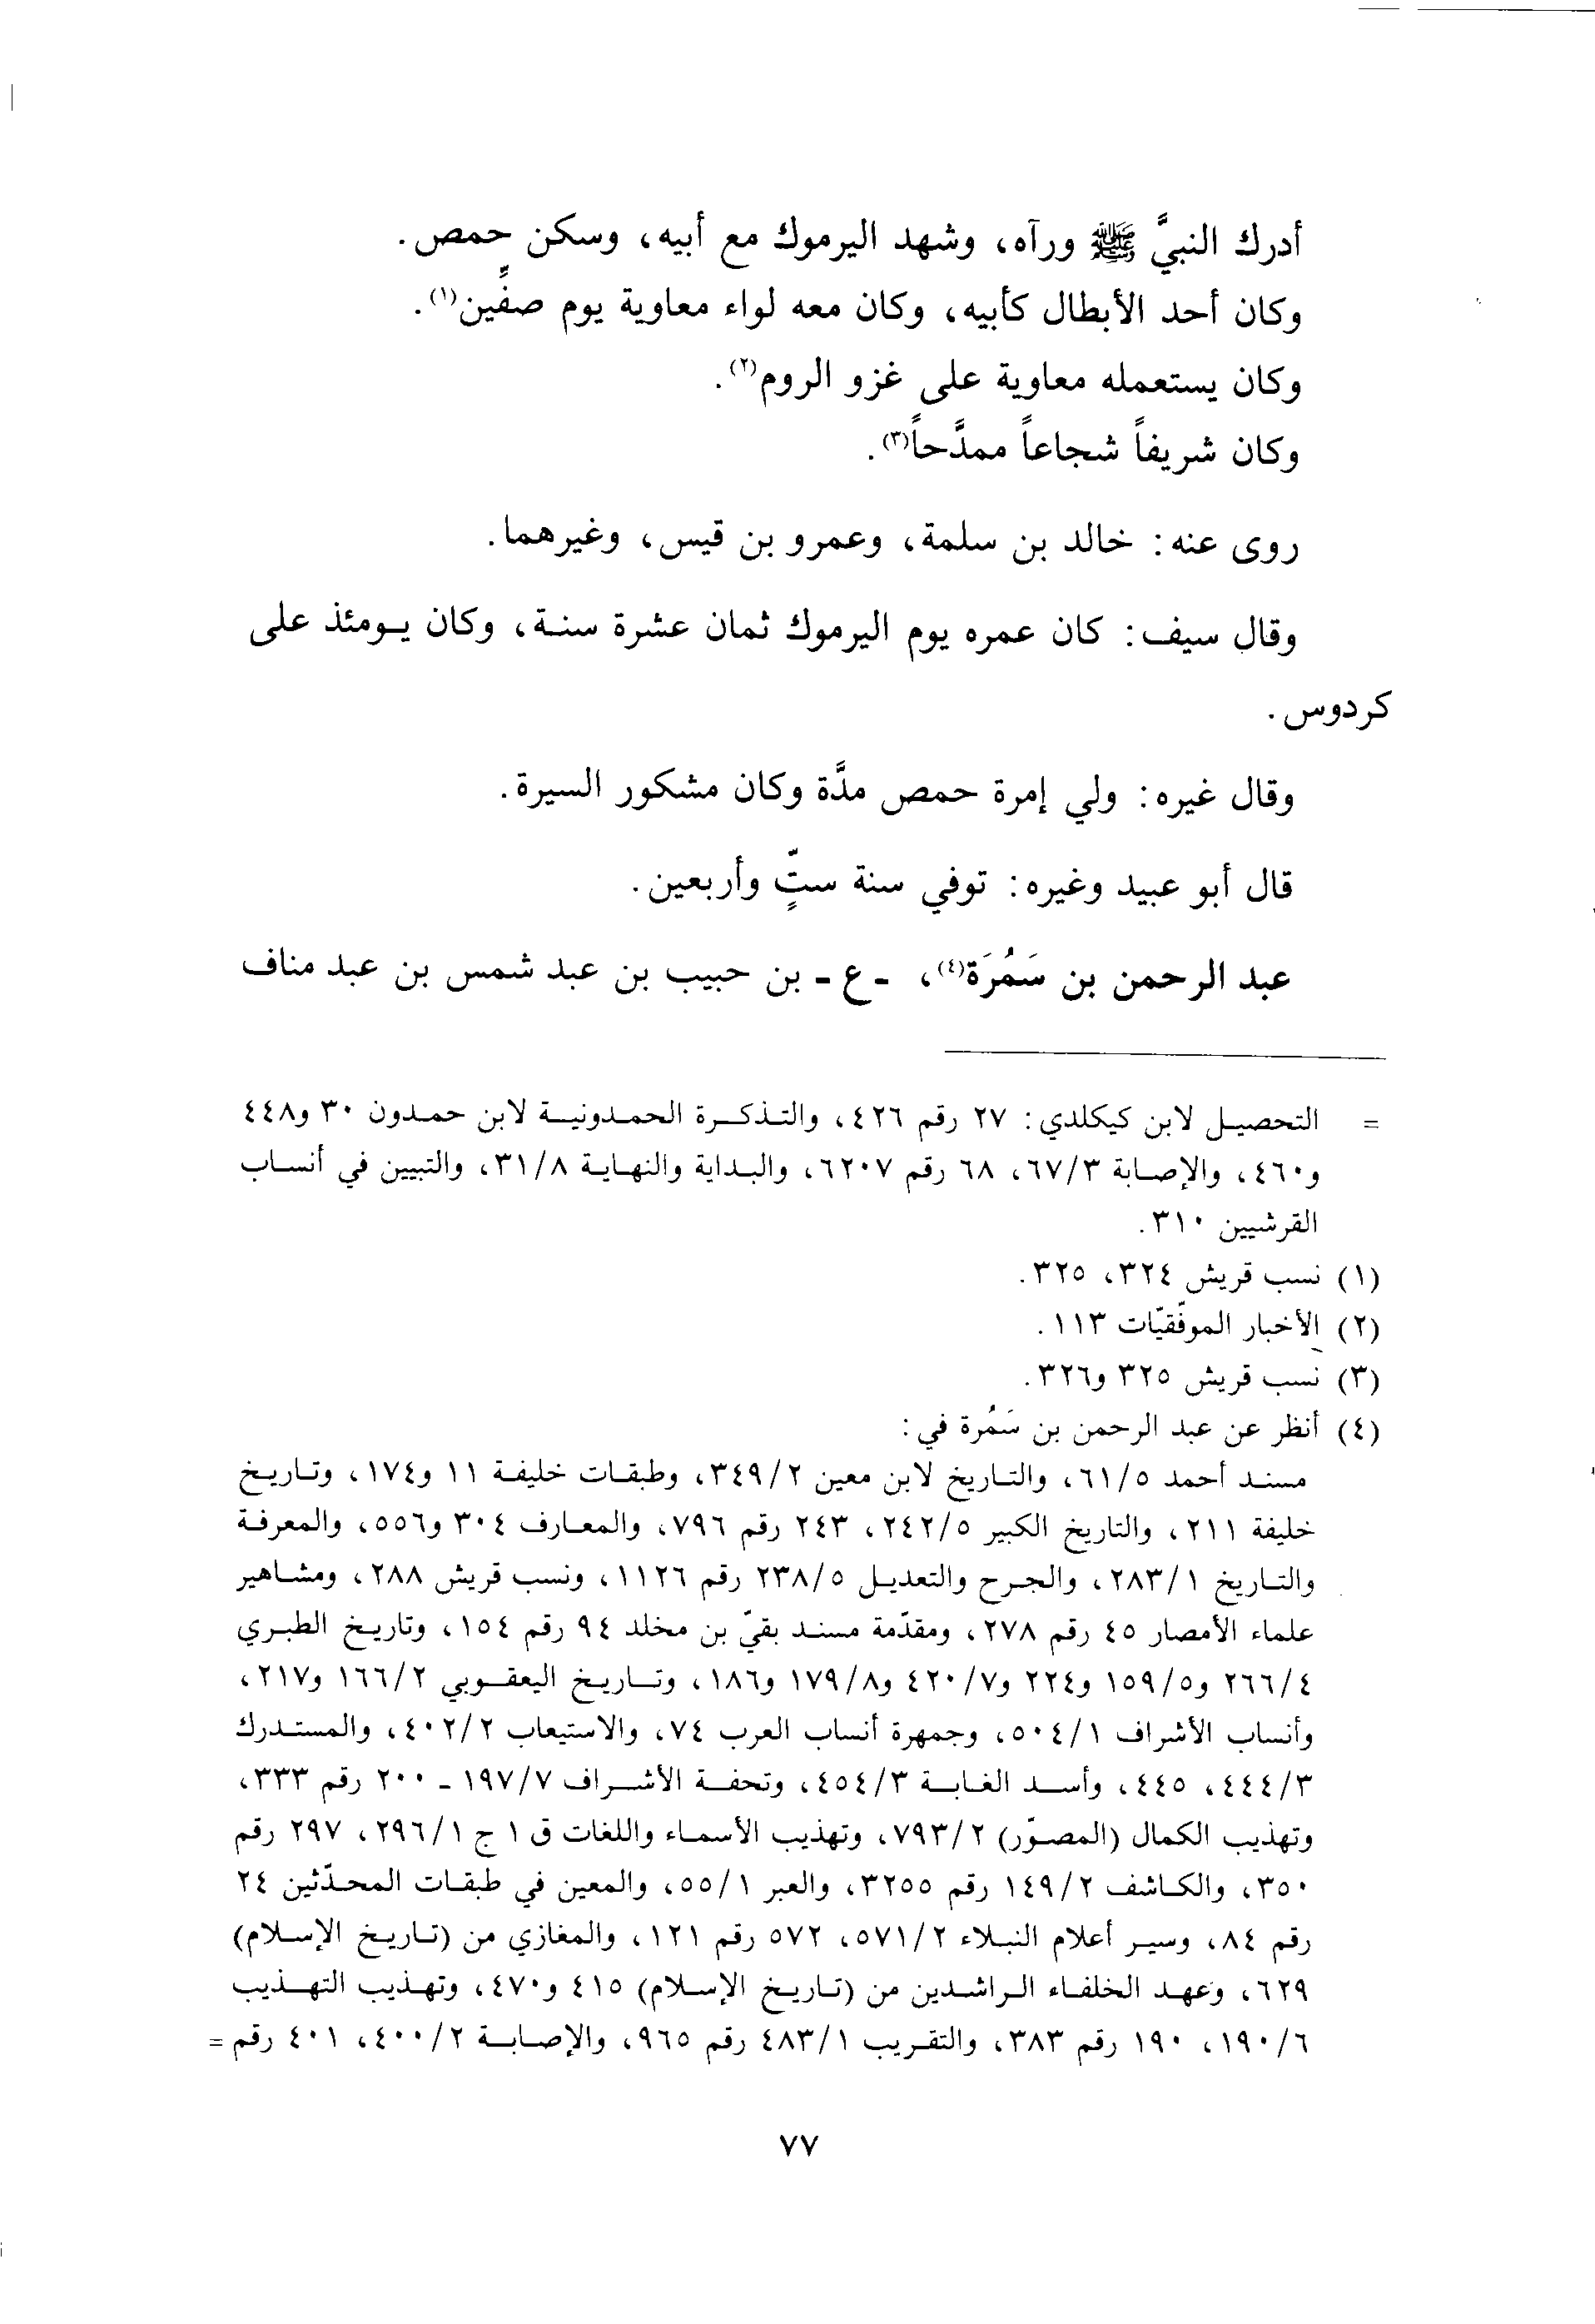 أدرك النبيَّ ﷺ ورآه، وشهد اليرموك مع أبيه، وسكن حمص.
وكان أحد الأبطال كأبيه، وكان معه لواء معاوية يوم صفّين(١).
وكان يستعمله معاوية على غزو الروم(٢).
وكان شريفاً شجاعاً ممدَّحاً(٣).
روى عنه: خالد بن سلمة، وعمرو بن قيس، وغيرهما.
وقال سيف: كان عمره يوم اليرموك ثمان عشرة سنة، وكان يومئذ على
كردوس.
وقال غيره: ولي إمرة حمص مدَّة وكان مشكور السيرة.
قال أبو عبيد وغيره: توفي سنة ستٍّ وأربعين.
عبد الرحمن بن سَمُرَة(٤)، - ع - بن حبيب بن عبد شمس بن عبد مناف
= التحصيل لابن كيكلدي: ٢٧ رقم ٤٢٦، والتذكرة الحمدونية لابن حمدون ٣٠ و٤٤٨
و٤٦٠، والإصابة ٦٧/٣، ٦٨ رقم ٦٢٠٧، والبداية والنهاية ٣١/٨، والتبيين في أنساب
القرشيين ٣١٠.
(١) نسب قريش ٣٢٤، ٣٢٥.
(٢) الأخبار الموفّقيّات ١١٣.
(٣) نسب قريش ٣٢٥ و٣٢٦.
(٤) أنظر عن عبد الرحمن بن سَمُرة في:
مسند أحمد ٦١/٥، والتاريخ لابن معين ٣٤٩/٢، وطبقات خليفة ١١ و١٧٤، وتاريخ
خليفة ٢١١، والتاريخ الكبير ٢٤٢/٥، ٢٤٣ رقم ٧٩٦، والمعارف ٣٠٤ و٥٥٦، والمعرفة
والتاريخ ٢٨٣/١، والجرح والتعديل ٢٣٨/٥ رقم ١١٢٦، ونسب قريش ٢٨٨، ومشاهير
علماء الأمصار ٤٥ رقم ٢٧٨، ومقدّمة مسند بقيّ بن مخلد ٩٤ رقم ١٥٤، وتاريخ الطبري
٢٦٦/٤ و١٥٩/٥ و٢٢٤ و٤٢٠/٧ و١٧٩/٨ و١٨٦، وتاريخ اليعقوبي ١٦٦/٢ و٢١٧،
وأنساب الأشراف ٥٠٤/١، وجمهرة أنساب العرب ٧٤، والاستيعاب ٤٠٢/٢، والمستدرك
٤٤٤/٣، ٤٤٥، وأسد الغابة ٤٥٤/٣، وتحفة الأشراف ١٩٧/٧ - ٢٠٠ رقم ٣٣٣،
وتهذيب الكمال (المصوّر) ٧٩٣/٢، وتهذيب الأسماء واللغات ق ١ ج ٢٩٦/١، ٢٩٧ رقم
٣٥٠، والكاشف ١٤٩/٢ رقم ٣٢٥٥، والعبر ٥٥/١، والمعين في طبقات المحدّثين ٢٤
رقم ٨٤، وسير أعلام النبلاء ٥٧١/٢، ٥٧٢ رقم ١٢١، والمغازي من (تاريخ الإسلام)
٦٢٩، وعهد الخلفاء الراشدين من (تاريخ الإسلام) ٤١٥ و٤٧٠، وتهذيب التهذيب
١٩٠/٦، ١٩٠ رقم ٣٨٣، والتقريب ٤٨٣/١ رقم ٩٦٥، والإصابة ٤٠٠/٢، ٤٠١ رقم =
٧٧